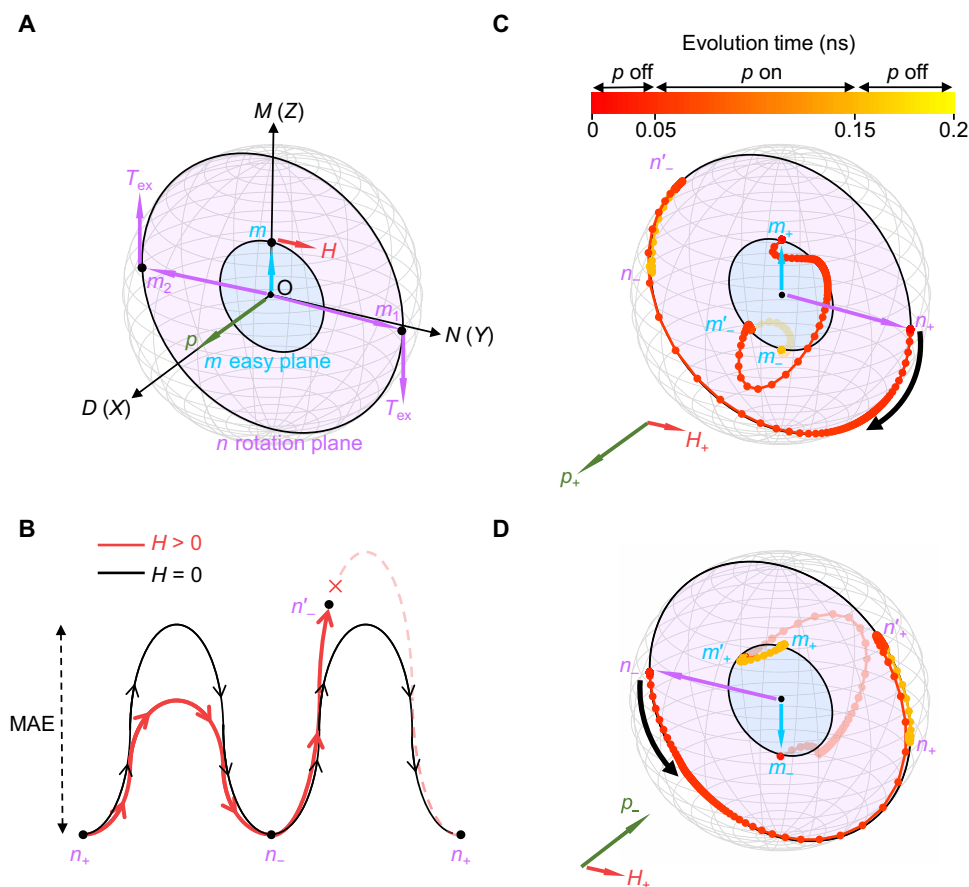 A
M (Z)
T_ex
m
H
m_2
O
m_1
N (Y)
p
m easy plane
D (X)
T_ex
n rotation plane
B
H > 0
H = 0
n'_-
MAE
n_+
n_-
n_+
C
Evolution time (ns)
p off
p on
p off
0
0.05
0.15
0.2
n'_-
m_+
n_-
n_+
m'_-
m_-
H_+
p_+
D
n'_+
m_+
m'_+
n_-
n_+
m_-
p_-
H_+